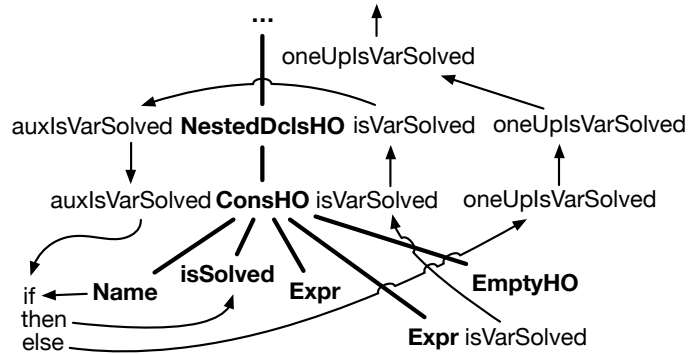 ...
oneUpIsVarSolved
auxIsVarSolved NestedDclsHO isVarSolved oneUpIsVarSolved
auxIsVarSolved ConsHO isVarSolved oneUpIsVarSolved
if Name isSolved Expr EmptyHO
then
else Expr isVarSolved